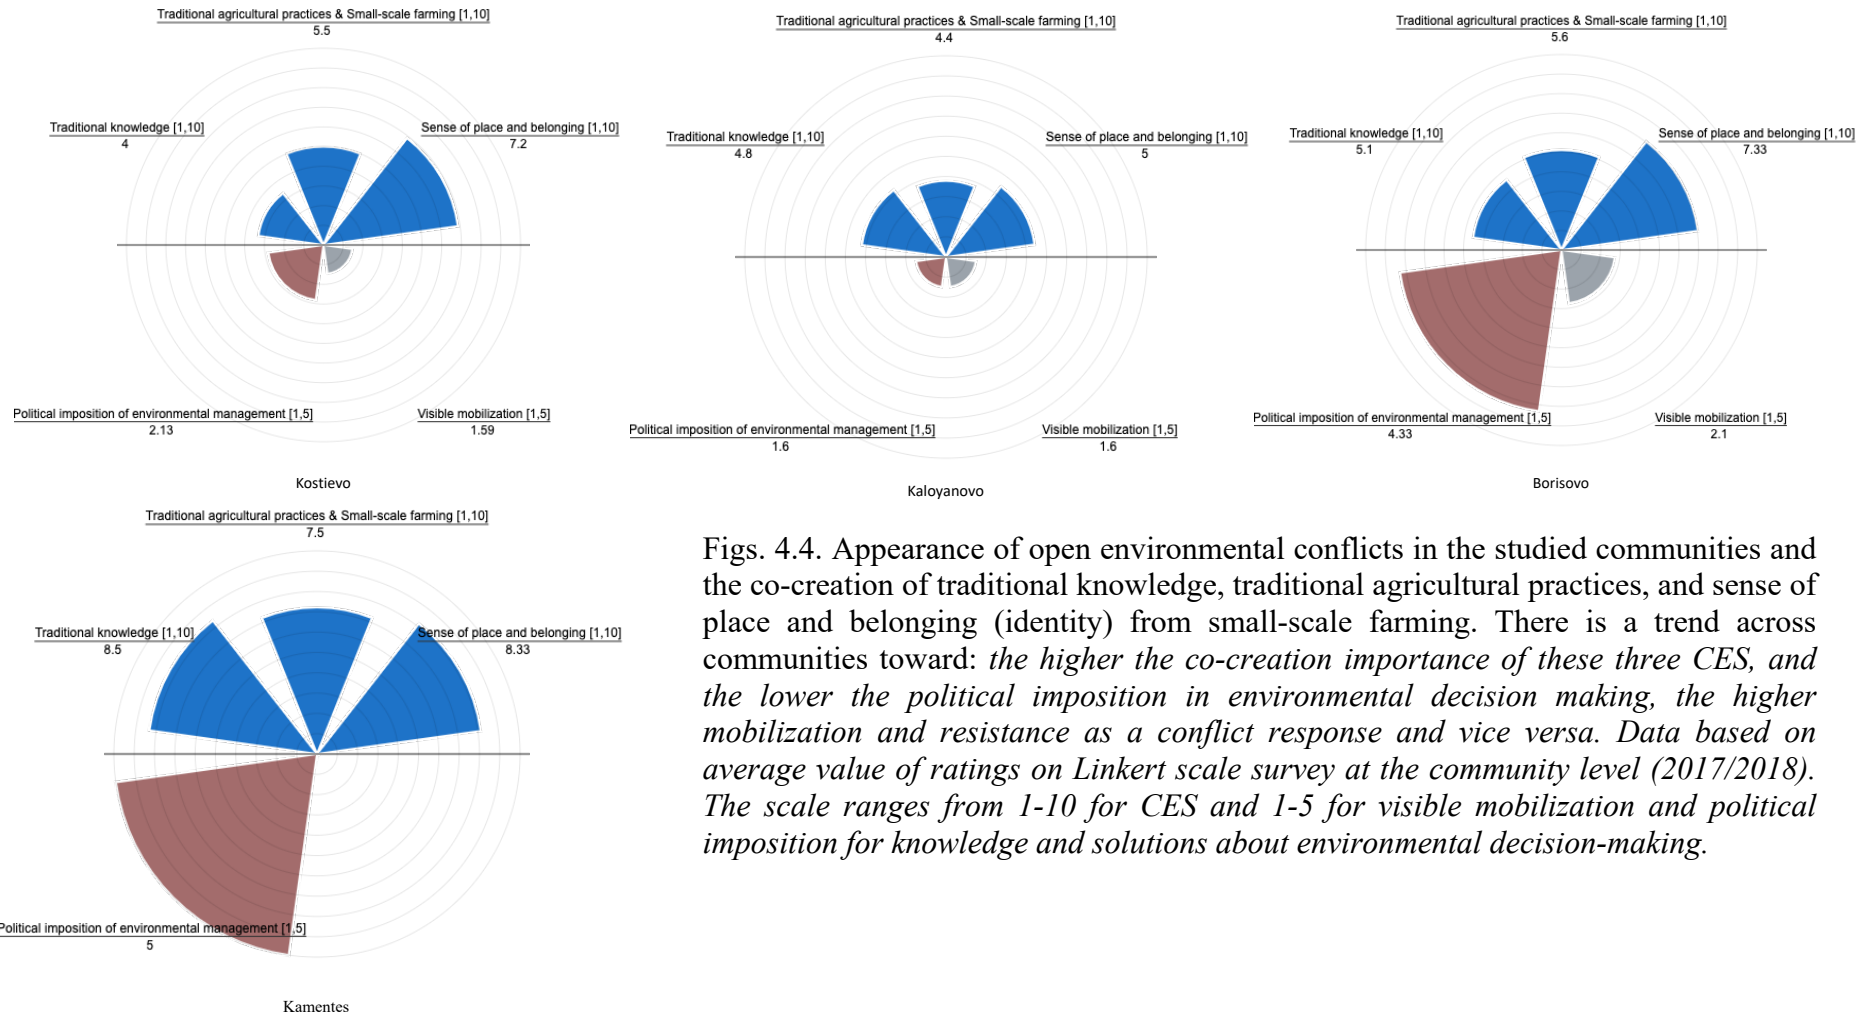 Traditional agricultural practices & Small-scale farming [1,10]
5.5
Traditional knowledge [1,10]
4
Sense of place and belonging [1,10]
7.2
Political imposition of environmental management [1,5]
2.13
Visible mobilization [1,5]
1.59
Kostievo
Traditional agricultural practices & Small-scale farming [1,10]
4.4
Traditional knowledge [1,10]
4.8
Sense of place and belonging [1,10]
5
Political imposition of environmental management [1,5]
1.6
Visible mobilization [1,5]
1.6
Kaloyanovo
Traditional agricultural practices & Small-scale farming [1,10]
5.6
Traditional knowledge [1,10]
5.1
Sense of place and belonging [1,10]
7.33
Political imposition of environmental management [1,5]
4.33
Visible mobilization [1,5]
2.1
Borisovo
Traditional agricultural practices & Small-scale farming [1,10]
7.5
Traditional knowledge [1,10]
8.5
Sense of place and belonging [1,10]
8.33
Political imposition of environmental management [1,5]
5
Kamentes
Figs. 4.4. Appearance of open environmental conflicts in the studied communities and
the co-creation of traditional knowledge, traditional agricultural practices, and sense of
place and belonging (identity) from small-scale farming. There is a trend across
communities toward: the higher the co-creation importance of these three CES, and
the lower the political imposition in environmental decision making, the higher
mobilization and resistance as a conflict response and vice versa. Data based on
average value of ratings on Linkert scale survey at the community level (2017/2018).
The scale ranges from 1-10 for CES and 1-5 for visible mobilization and political
imposition for knowledge and solutions about environmental decision-making.